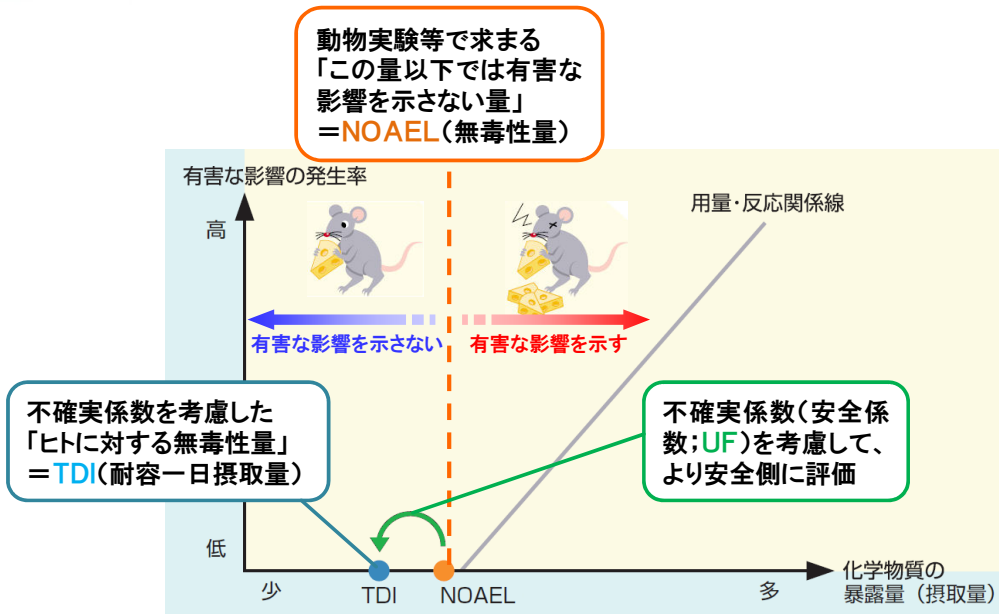 動物実験等で求まる
「この量以下では有害な
影響を示さない量」
＝NOAEL(無毒性量)
有害な影響の発生率
用量・反応関係線
高
有害な影響を示さない
有害な影響を示す
不確実係数を考慮した
「ヒトに対する無毒性量」
＝TDI(耐容一日摂取量)
不確実係数(安全係
数;UF)を考慮して、
より安全側に評価
低
少
TDI
NOAEL
多
化学物質の
暴露量（摂取量）